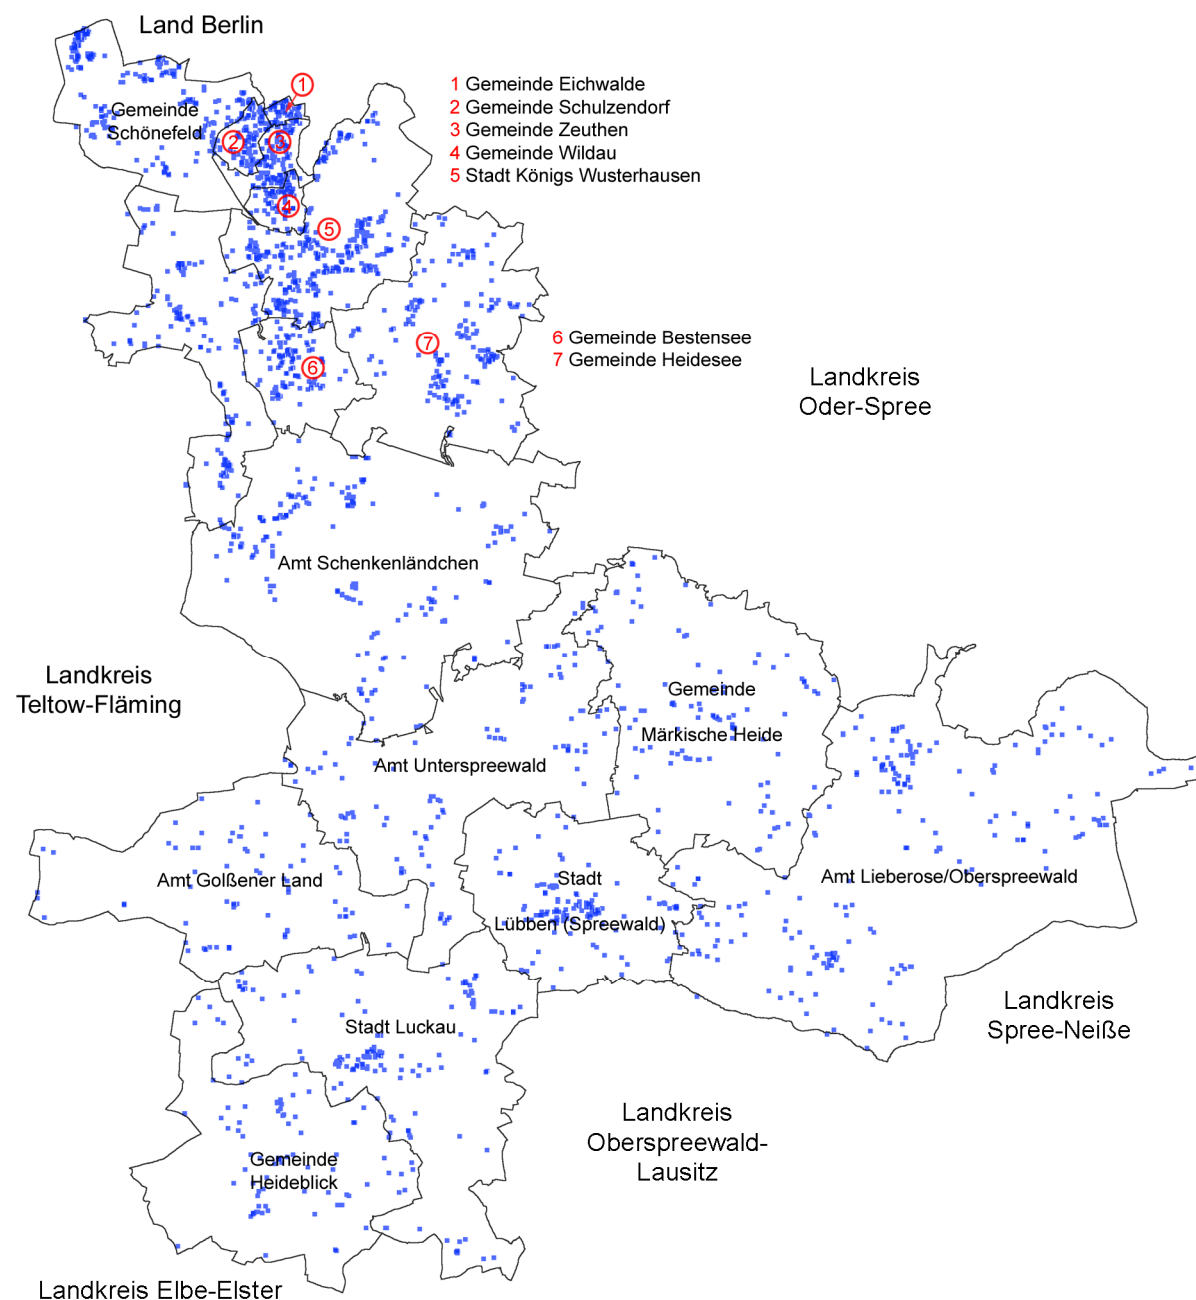 Land Berlin
1
1 Gemeinde Eichwalde
2 Gemeinde Schulzendorf
3 Gemeinde Zeuthen
4 Gemeinde Wildau
5 Stadt Königs Wusterhausen
Gemeinde
Schönefeld
2
3
4
5
6 Gemeinde Bestensee
7 Gemeinde Heidesee
7
6
Landkreis
Oder-Spree
Amt Schenkenländchen
Landkreis
Teltow-Fläming
Gemeinde
Märkische Heide
Amt Unterspreewald
Amt Golßener Land
Stadt
Lübben (Spreewald)
Amt Lieberose/Oberspreewald
Landkreis
Spree-Neiße
Stadt Luckau
Landkreis
Oberspreewald-
Lausitz
Gemeinde
Heideblick
Landkreis Elbe-Elster